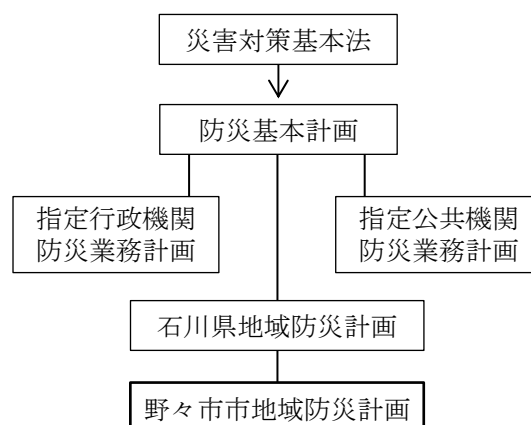 災害対策基本法
防災基本計画
指定行政機関
防災業務計画
指定公共機関
防災業務計画
石川県地域防災計画
野々市市地域防災計画